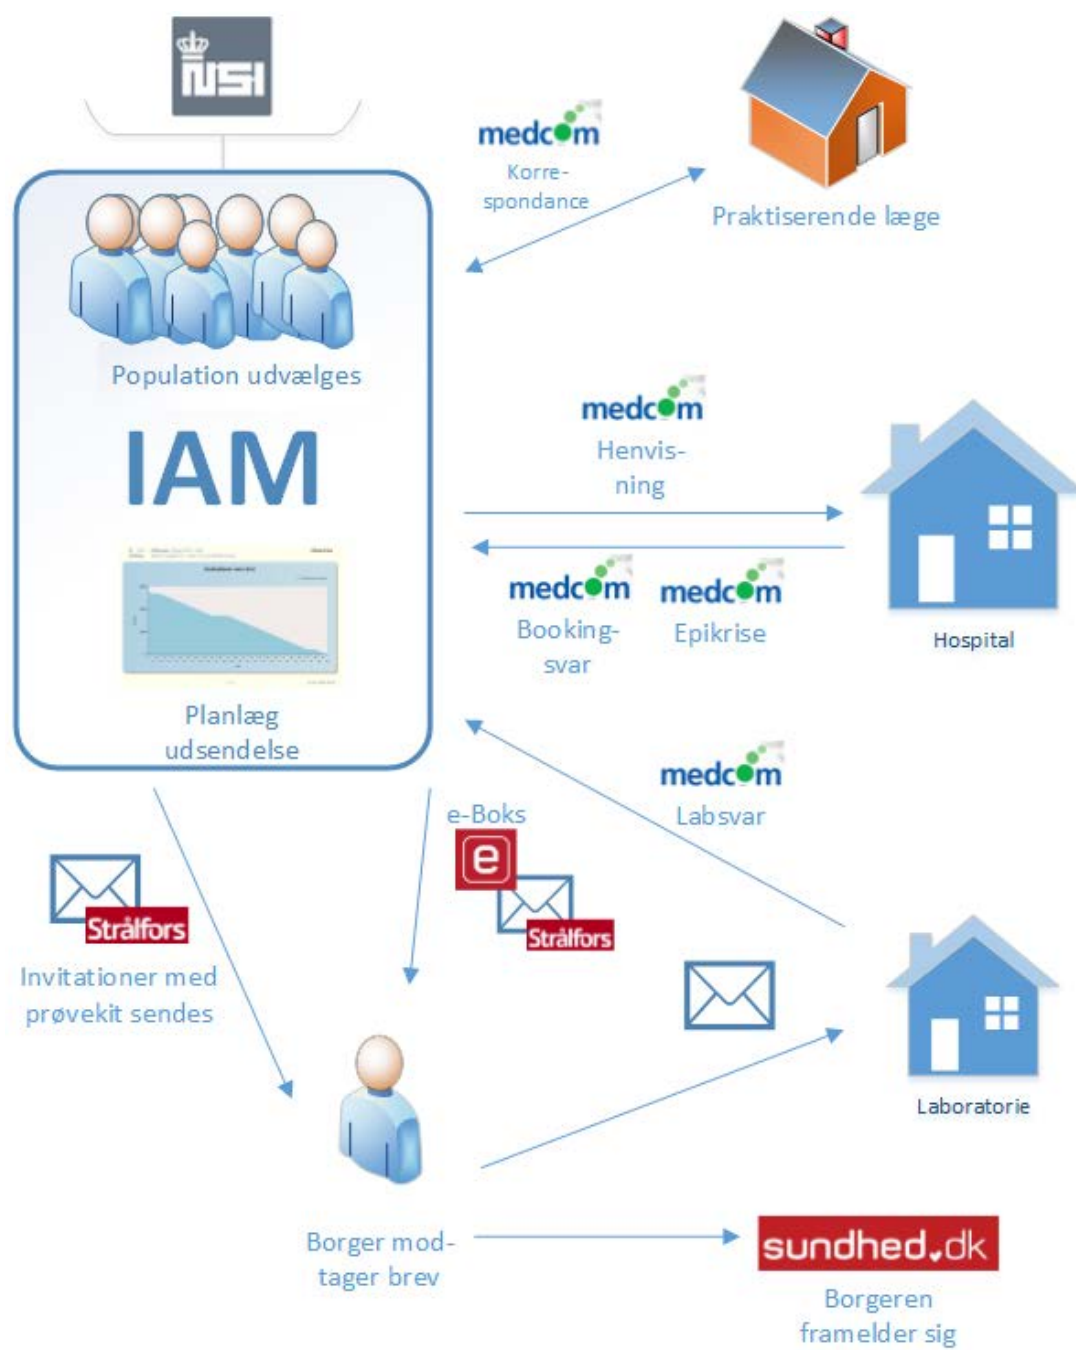 NSI
medcom
Korre-
spondance
Praktiserende læge
Population udvælges
IAM
medcom
Henvis-
ning
medcom
Booking-
svar
medcom
Epikrise
Hospital
Planlæg
udsendelse
medcom
Labsvar
e-Boks
e
Strålfors
Strålfors
Invitationer med
prøvekit sendes
Laboratorie
Borger mod-
tager brev
sundhed.dk
Borgeren
framelder sig